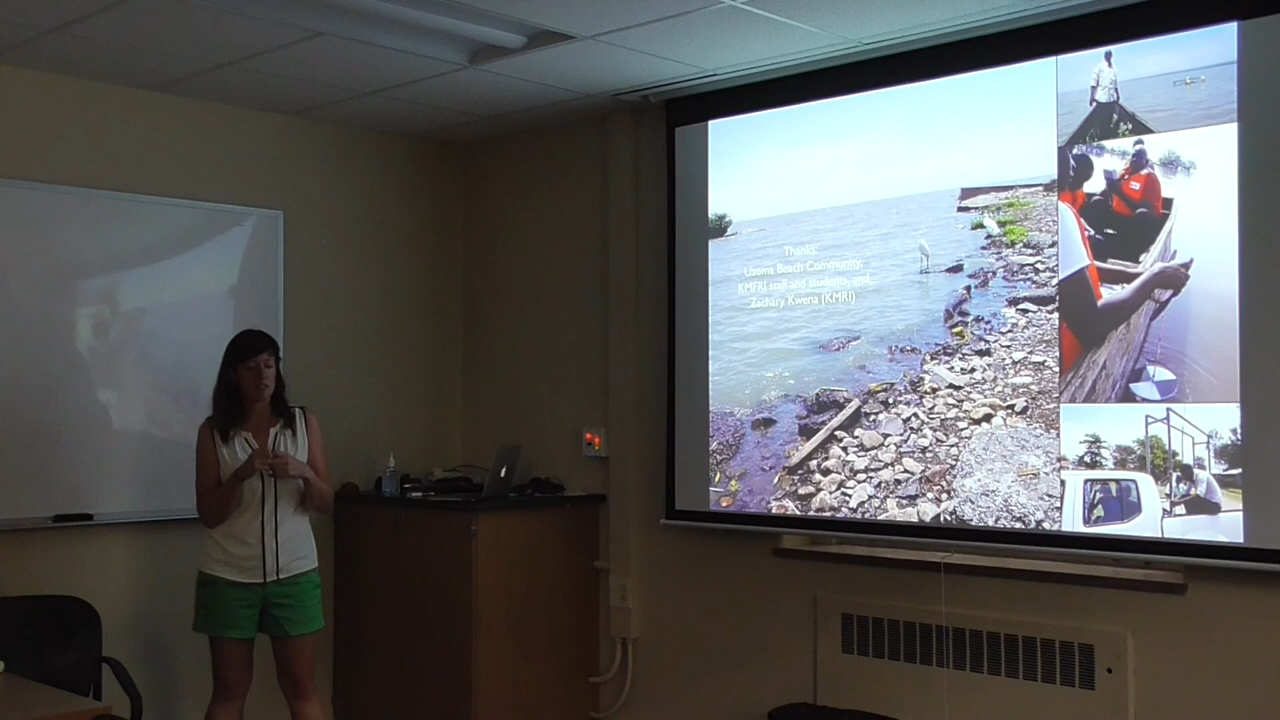 Thanks:
Usoma Beach Community,
KMFRI staff and students, and
Zachary Kwena (KMRI)